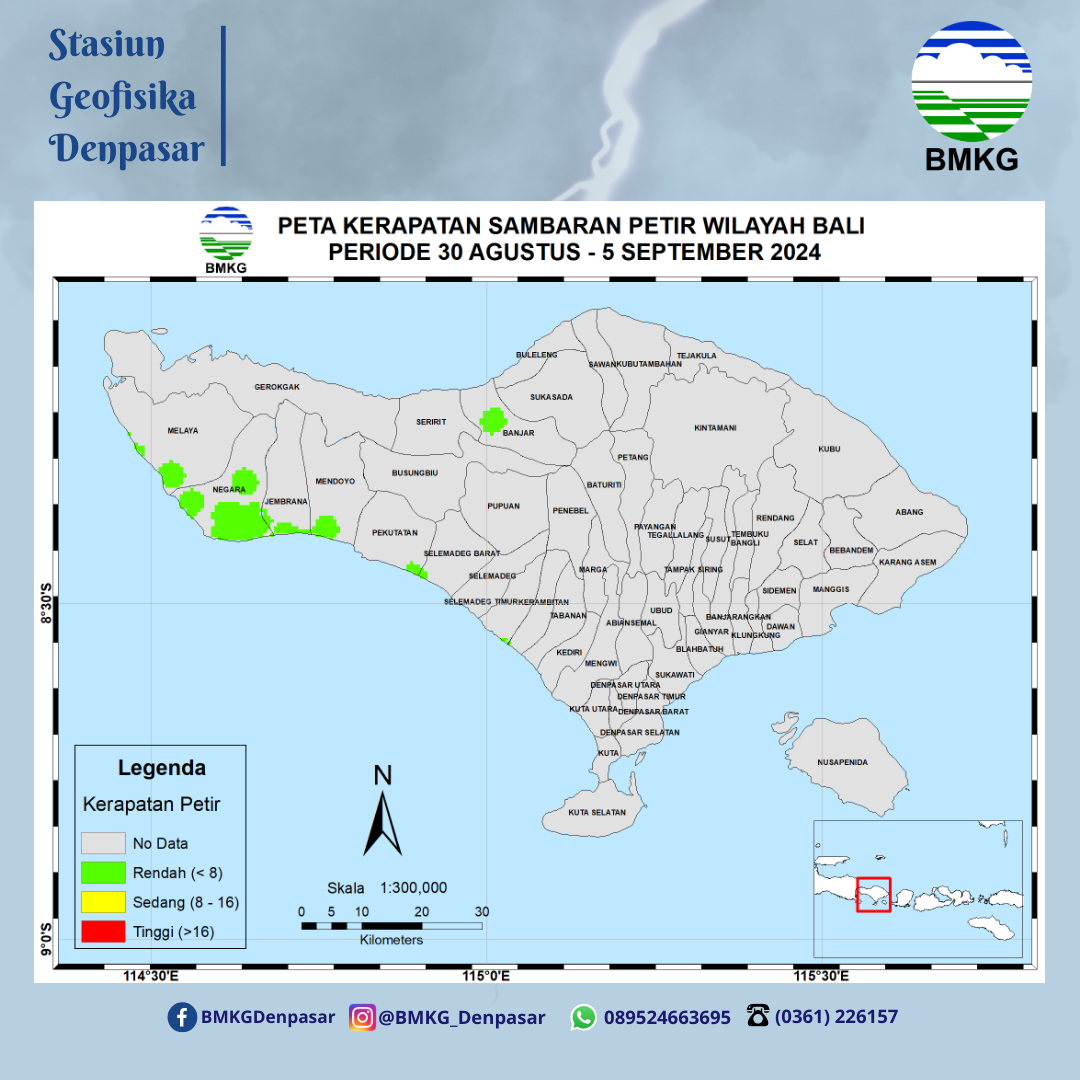 Stasiun
Geofisika
Denpasar
BMKG
BMKG
PETA KERAPATAN SAMBARAN PETIR WILAYAH BALI
PERIODE 30 AGUSTUS - 5 SEPTEMBER 2024
BULELENG
SAWAN
KUBUTAMBAHAN
TEJAKULA
GEROKGAK
SUKASADA
SERIRIT
BANJAR
MELAYA
KINTAMANI
KUBU
PETANG
BUSUNGBIU
MENDOYO
BATURITI
NEGARA
JEMBRANA
PUPUAN
PENEBEL
ABANG
RENDANG
PAYANGAN
TEGALLALANG
SUSUT
TEMBUKU
BANGLI
SELAT
BEBANDEM
PEKUTATAN
SELEMADEG BARAT
KARANG ASEM
MARGA
TAMPAK SIRING
SELEMADEG
SIDEMEN
MANGGIS
SELEMADEG TIMUR
KERAMBITAN
TABANAN
UBUD
ABIANSEMAL
BANJARANGKAN
DAWAN
GIANYAR
KLUNGKUNG
BLAHBATUH
KEDIRI
MENGWI
SUKAWATI
DENPASAR UTARA
DENPASAR TIMUR
KUTA UTARA
DENPASAR BARAT
DENPASAR SELATAN
KUTA
NUSAPENIDA
KUTA SELATAN
8°30'S
9°0'S
Legenda
Kerapatan Petir
No Data
Rendah (< 8)
Sedang (8 - 16)
Tinggi (>16)
N
Skala 1:300,000
0 5 10 20 30
Kilometers
114°30'E
115°0'E
115°30'E
BMKGDenpasar
@BMKG_Denpasar
089524663695
(0361) 226157